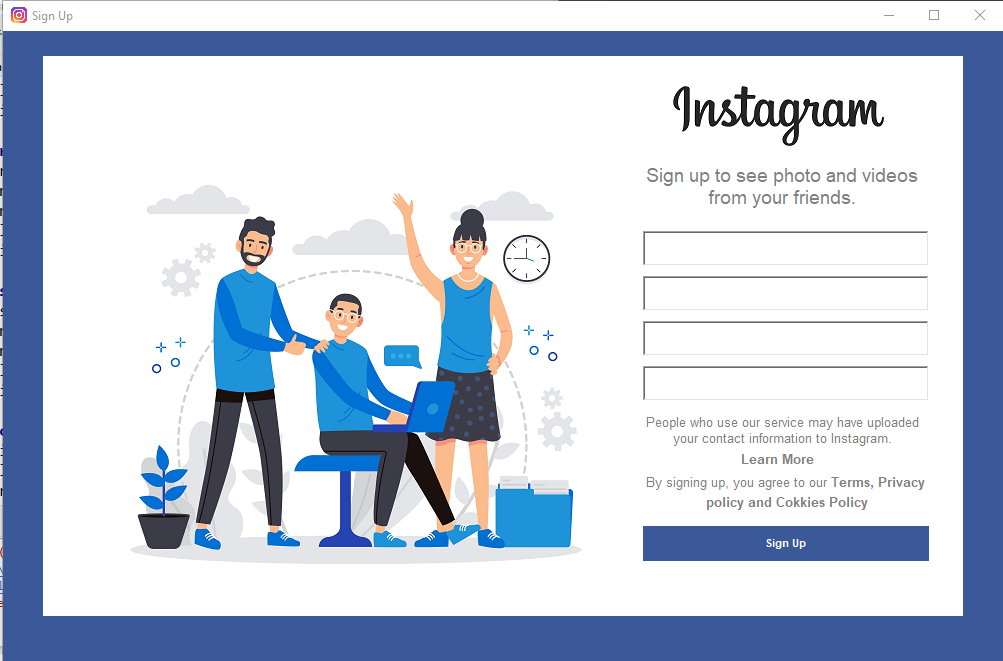 Sign Up
Instagram
Sign up to see photo and videos
from your friends.
People who use our service may have uploaded
your contact information to Instagram.
Learn More
By signing up, you agree to our Terms, Privacy
policy and Cokkies Policy
Sign Up